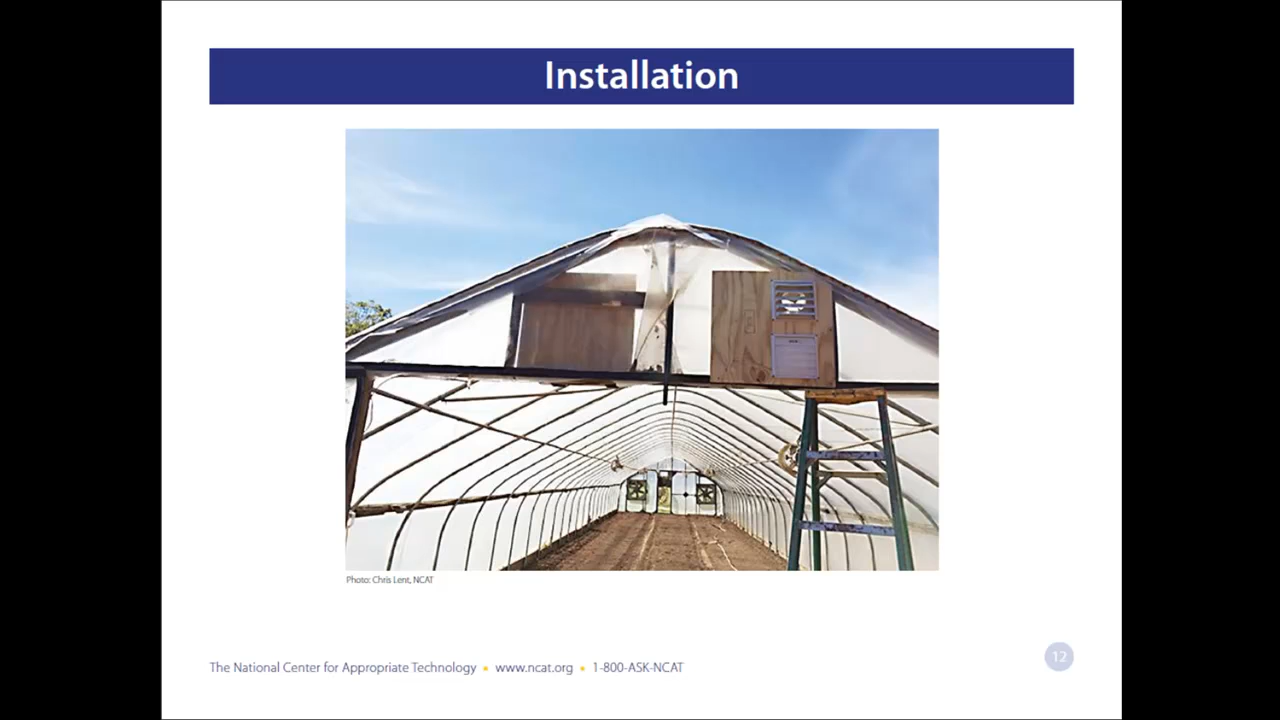 Installation
Photo: Chris Lent, NCAT
The National Center for Appropriate Technology • www.ncat.org • 1-800-ASK-NCAT
12